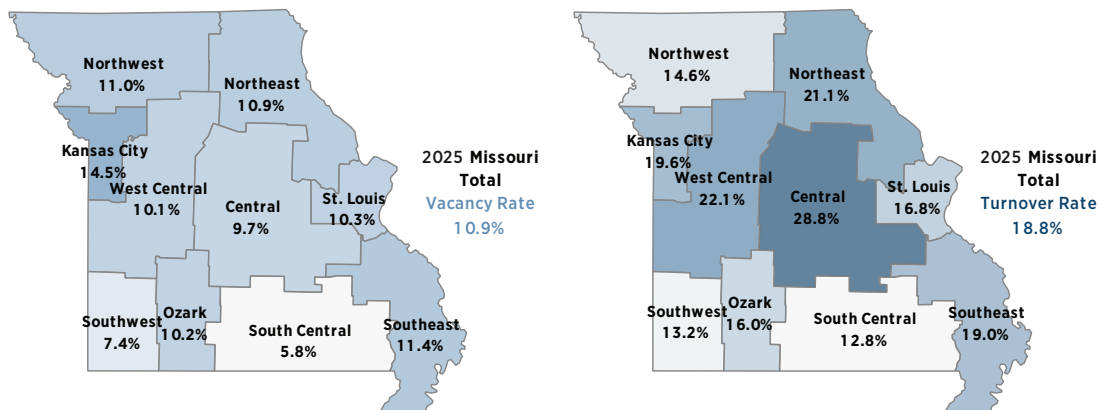 Northwest
11.0%
Northeast
10.9%
Kansas City
14.5%
West Central
10.1%
Central
9.7%
St. Louis
10.3%
Southwest
7.4%
Ozark
10.2%
South Central
5.8%
Southeast
11.4%
2025 Missouri
Total
Vacancy Rate
10.9%
Northwest
14.6%
Northeast
21.1%
Kansas City
19.6%
West Central
22.1%
Central
28.8%
St. Louis
16.8%
Southwest
13.2%
Ozark
16.0%
South Central
12.8%
Southeast
19.0%
2025 Missouri
Total
Turnover Rate
18.8%